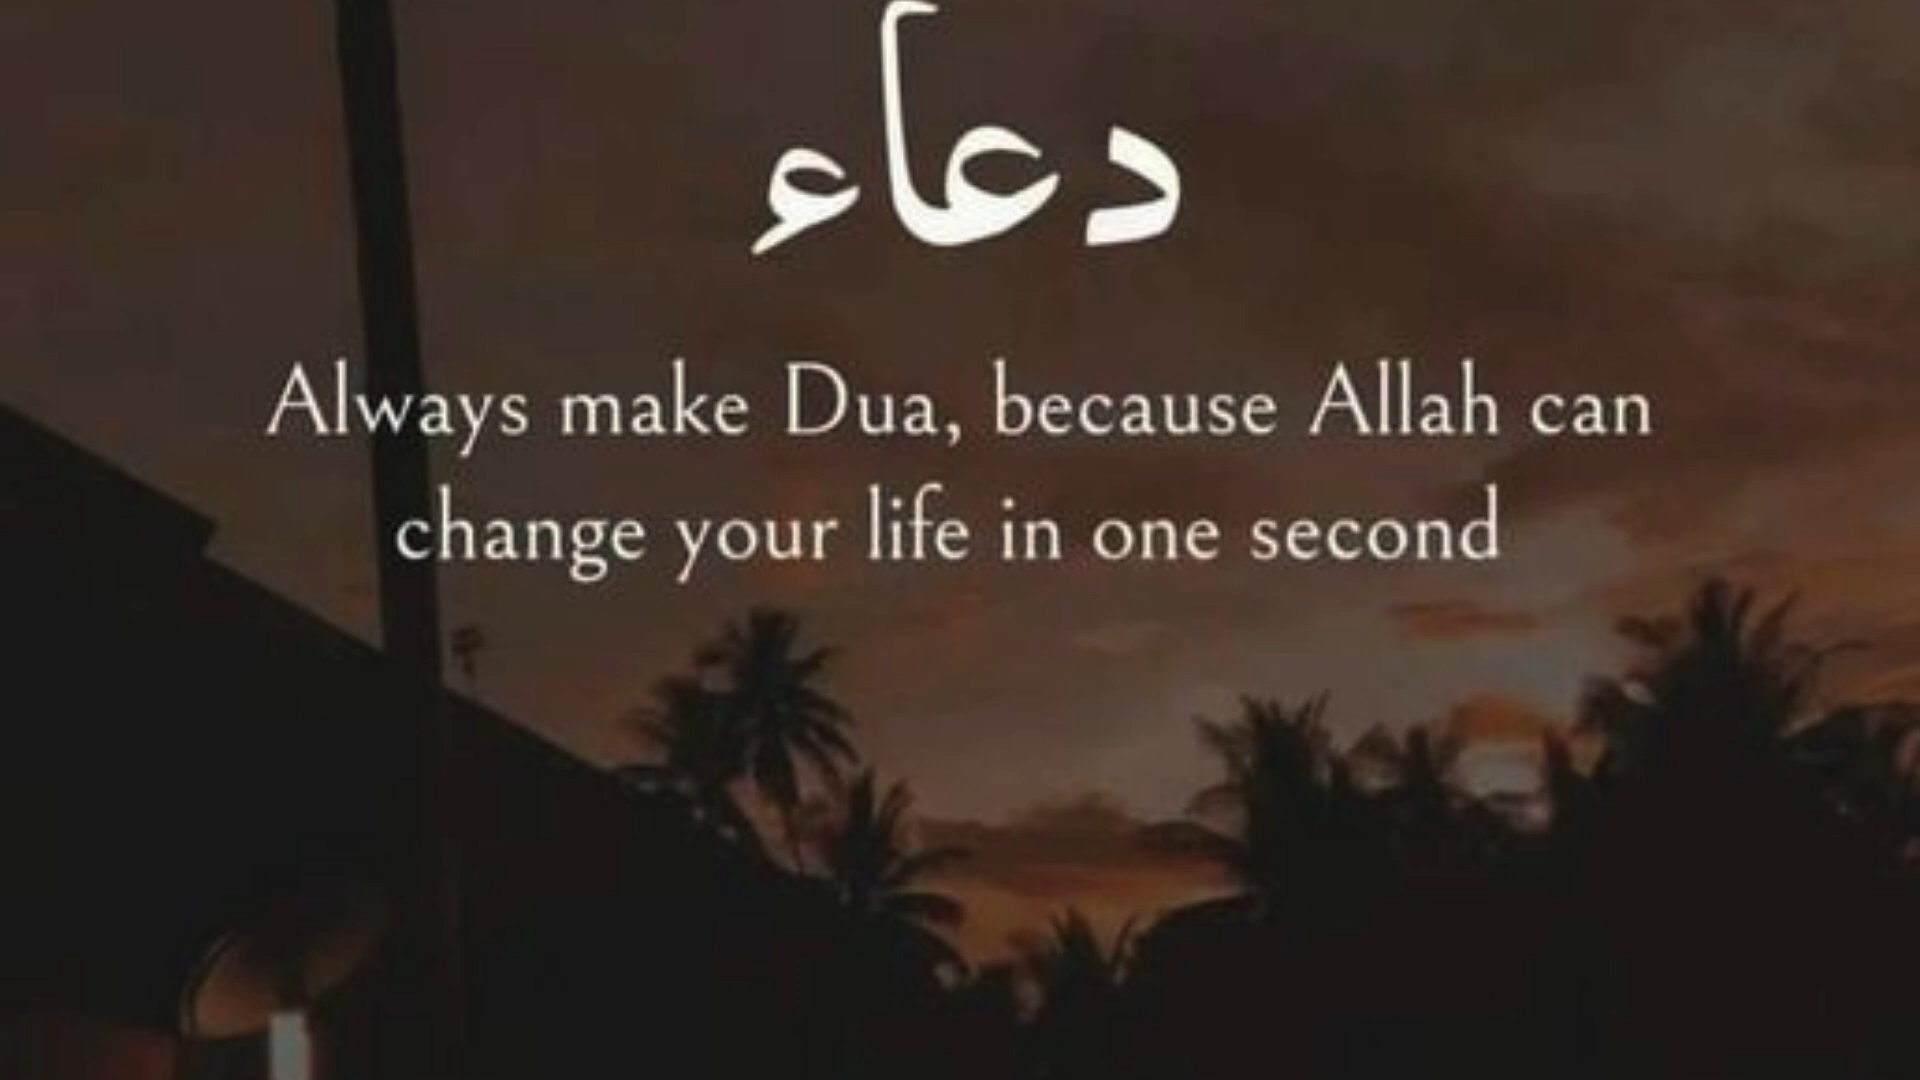 دعاء
Always make Dua, because Allah can
change your life in one second